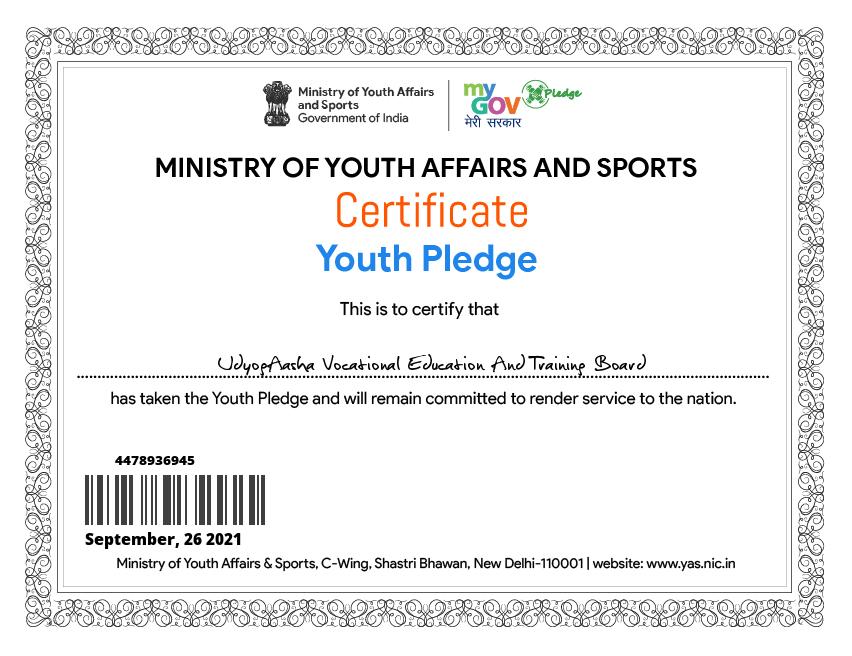 Ministry of Youth Affairs
and Sports
Government of India
my
GOV
मेरी सरकार
Pledge
MINISTRY OF YOUTH AFFAIRS AND SPORTS
Certificate
Youth Pledge
This is to certify that
UdyogAasha Vocational Education And Training Board
has taken the Youth Pledge and will remain committed to render service to the nation.
4478936945
September, 26 2021
Ministry of Youth Affairs & Sports, C-Wing, Shastri Bhawan, New Delhi-110001 | website: www.yas.nic.in